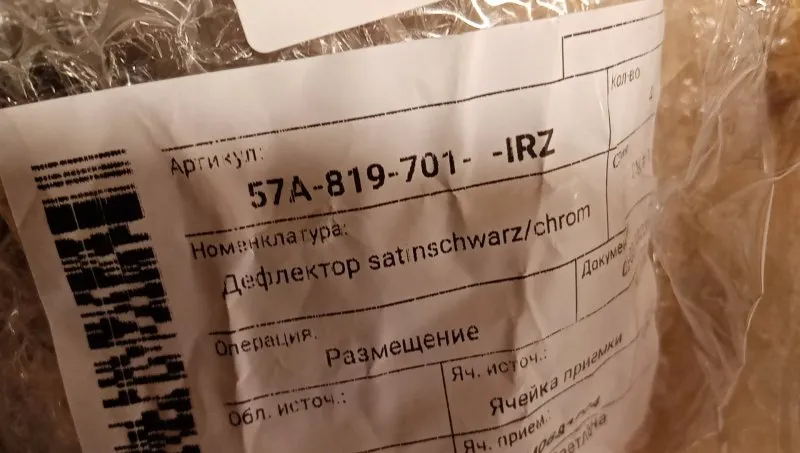 Кол-во
4
Артикул:
57A-819-701- -IRZ
Номенклатура:
Дефлектор satinschwarz/chrom
Операция:
Размещение
Обл. источ.:
Яч. источ.:
Ячейка приемки
Яч. прием.: